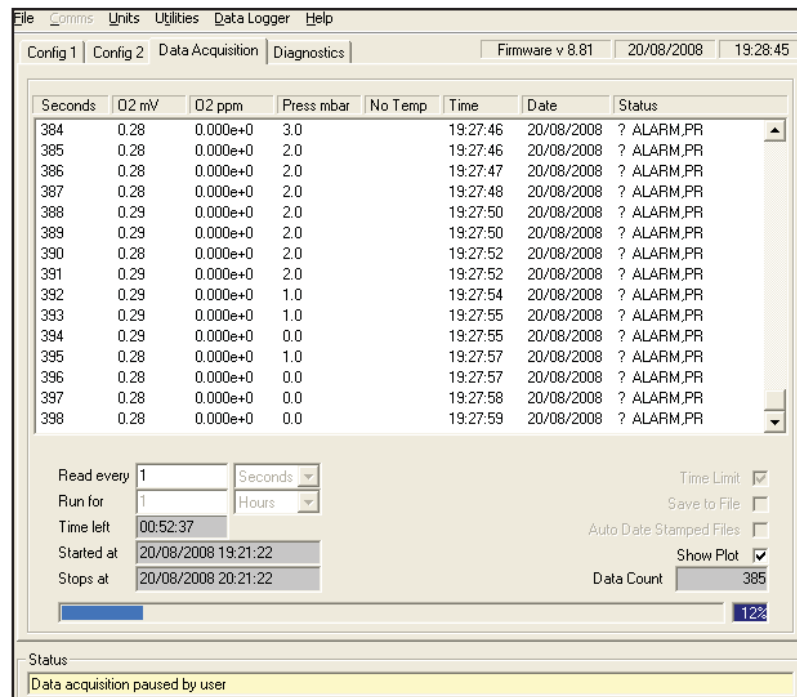 File Comms Units Utilities Data Logger Help
Config 1 Config 2 Data Acquisition Diagnostics Firmware v 8.81 20/08/2008 19:28:45
Seconds O2 mV O2 ppm Press mbar No Temp Time Date Status
384 0.28 0.000e+0 3.0 19:27:46 20/08/2008 ? ALARM,PR
385 0.28 0.000e+0 2.0 19:27:46 20/08/2008 ? ALARM,PR
386 0.28 0.000e+0 2.0 19:27:47 20/08/2008 ? ALARM,PR
387 0.28 0.000e+0 2.0 19:27:48 20/08/2008 ? ALARM,PR
388 0.29 0.000e+0 2.0 19:27:50 20/08/2008 ? ALARM,PR
389 0.29 0.000e+0 2.0 19:27:50 20/08/2008 ? ALARM,PR
390 0.28 0.000e+0 2.0 19:27:52 20/08/2008 ? ALARM,PR
391 0.29 0.000e+0 2.0 19:27:52 20/08/2008 ? ALARM,PR
392 0.29 0.000e+0 1.0 19:27:54 20/08/2008 ? ALARM,PR
393 0.29 0.000e+0 1.0 19:27:55 20/08/2008 ? ALARM,PR
394 0.29 0.000e+0 0.0 19:27:55 20/08/2008 ? ALARM,PR
395 0.28 0.000e+0 1.0 19:27:57 20/08/2008 ? ALARM,PR
396 0.28 0.000e+0 0.0 19:27:57 20/08/2008 ? ALARM,PR
397 0.28 0.000e+0 0.0 19:27:58 20/08/2008 ? ALARM,PR
398 0.28 0.000e+0 0.0 19:27:59 20/08/2008 ? ALARM,PR
Read every 1 Seconds Time Limit
Run for 1 Hours Save to File
Time left 00:52:37 Auto Date Stamped Files
Started at 20/08/2008 19:21:22 Show Plot
Stops at 20/08/2008 20:21:22 Data Count 385
12%
Status
Data acquisition paused by user